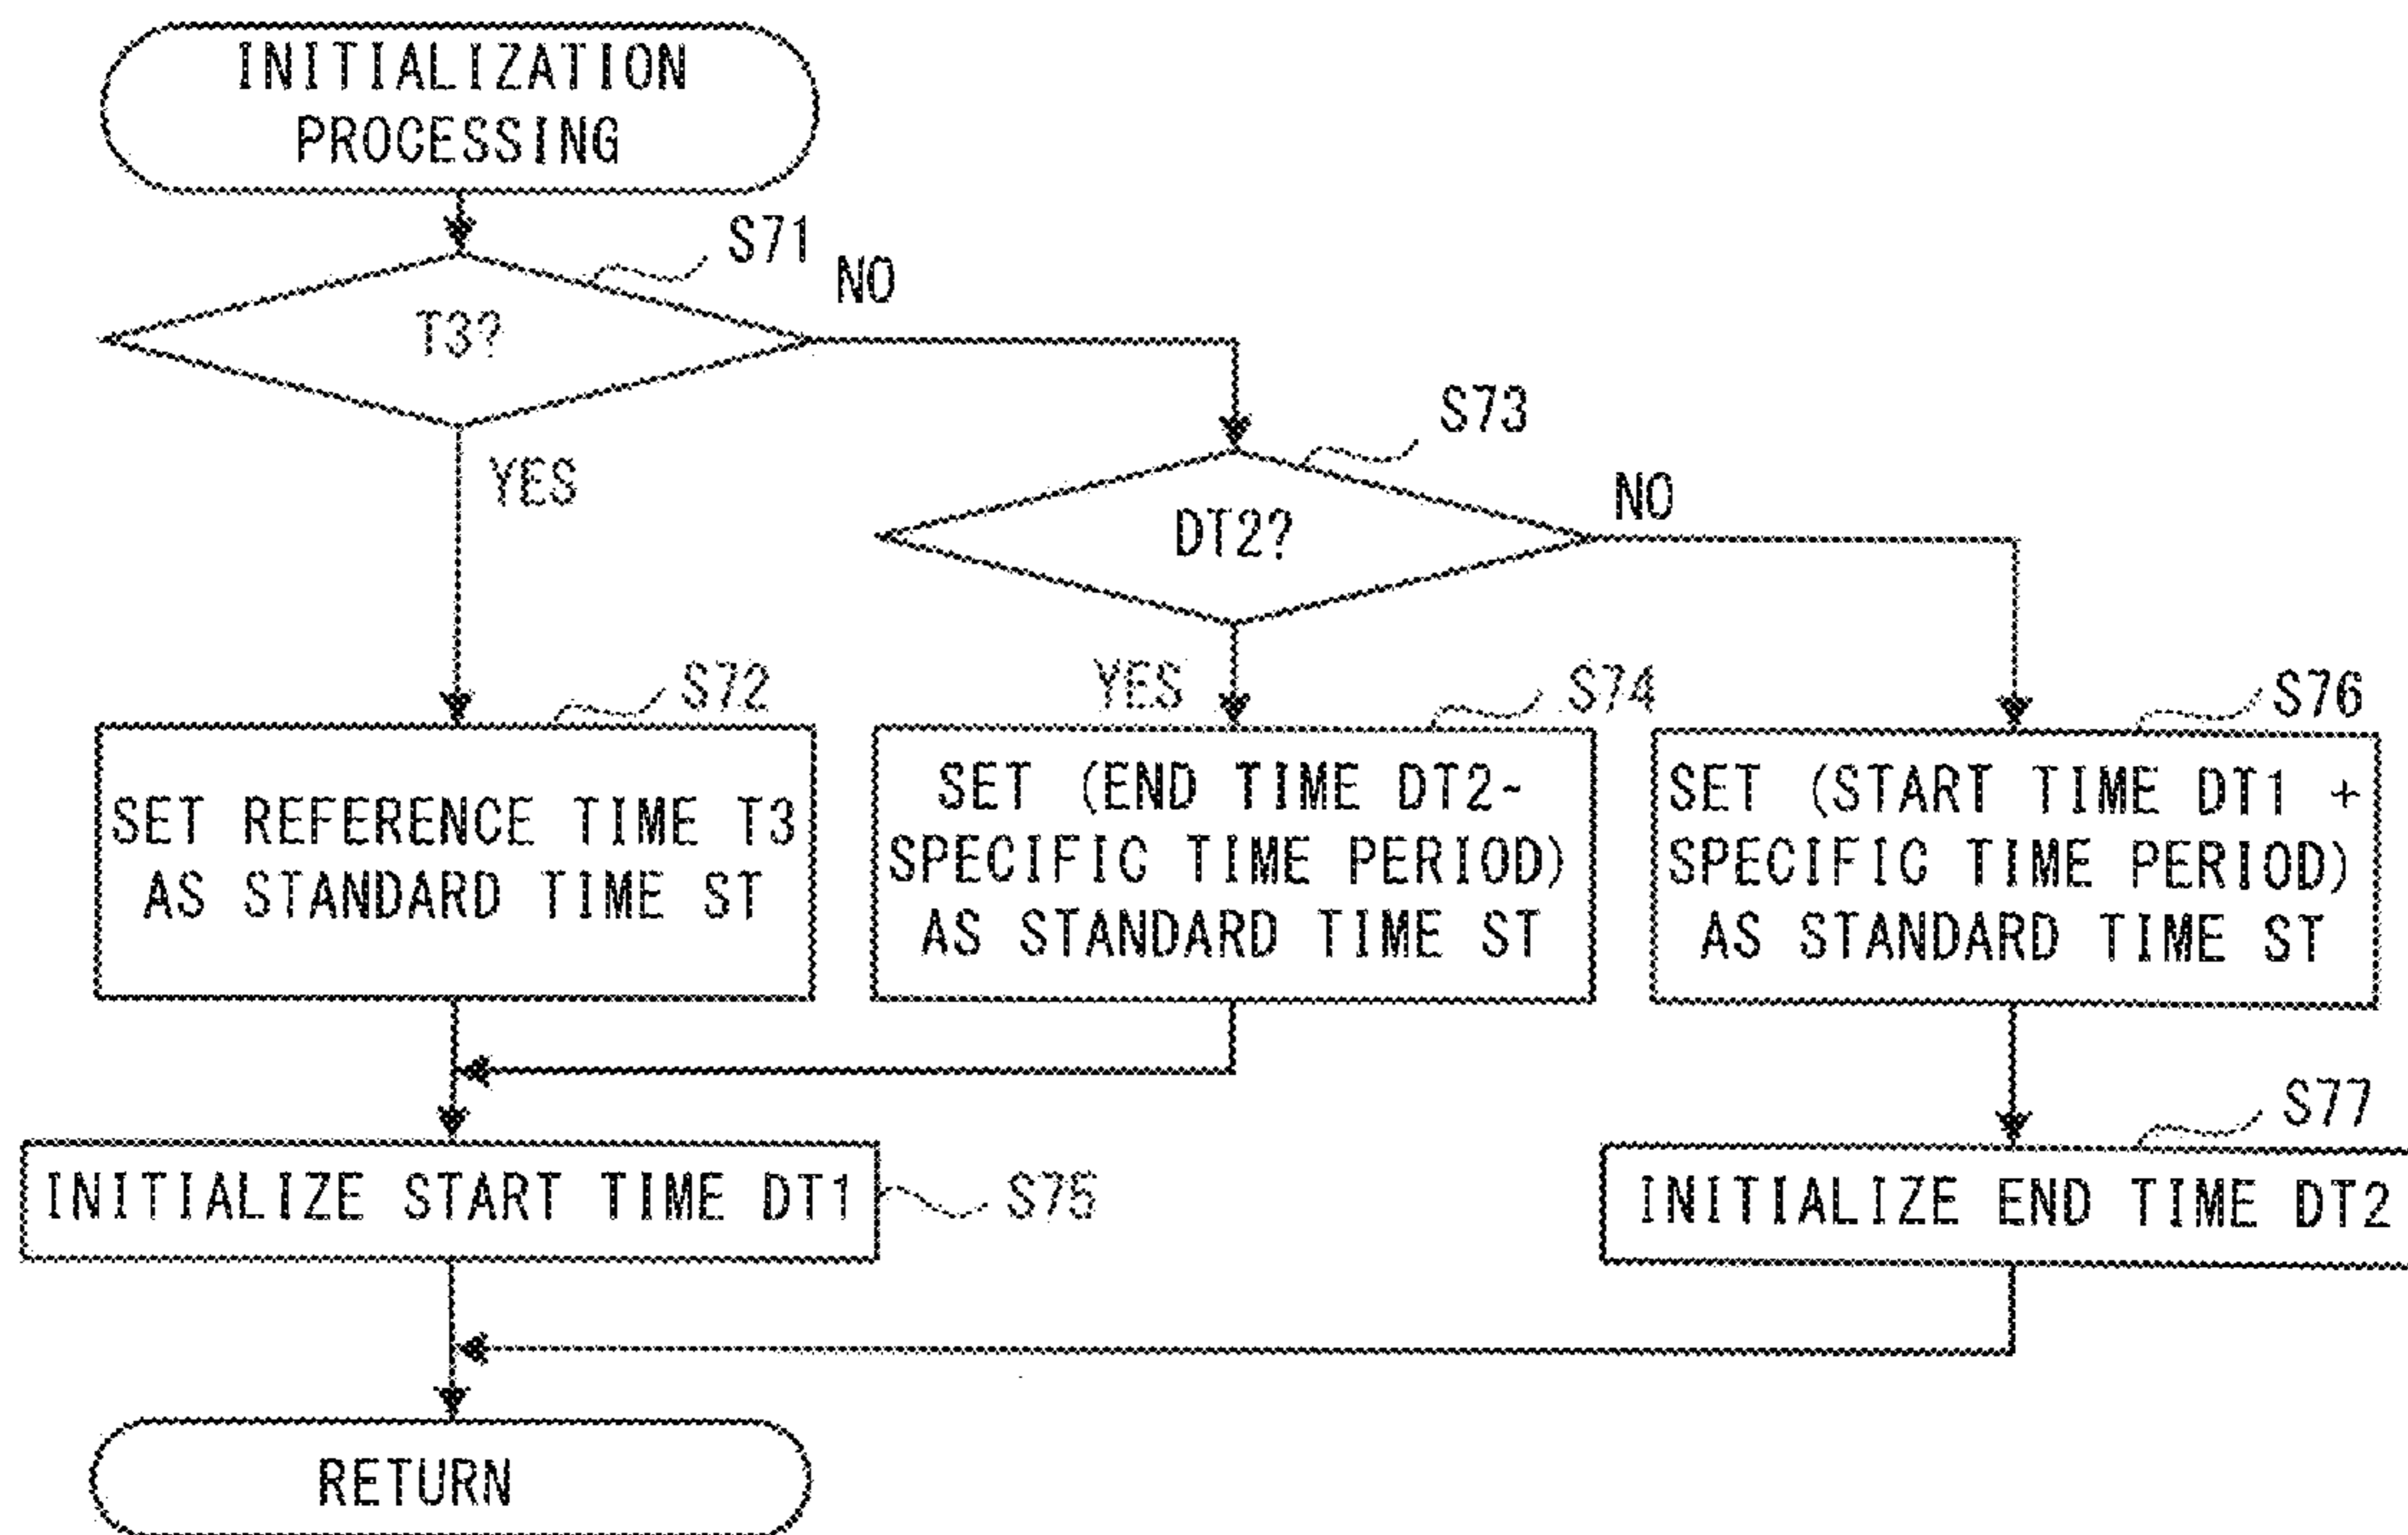 INITIALIZATION
PROCESSING
S71
NO
T3?
YES
S73
NO
DT2?
YES
S72
SET REFERENCE TIME T3
AS STANDARD TIME ST
S74
SET (END TIME DT2-
SPECIFIC TIME PERIOD)
AS STANDARD TIME ST
S76
SET (START TIME DT1 +
SPECIFIC TIME PERIOD)
AS STANDARD TIME ST
INITIALIZE START TIME DT1
S75
S77
INITIALIZE END TIME DT2
RETURN